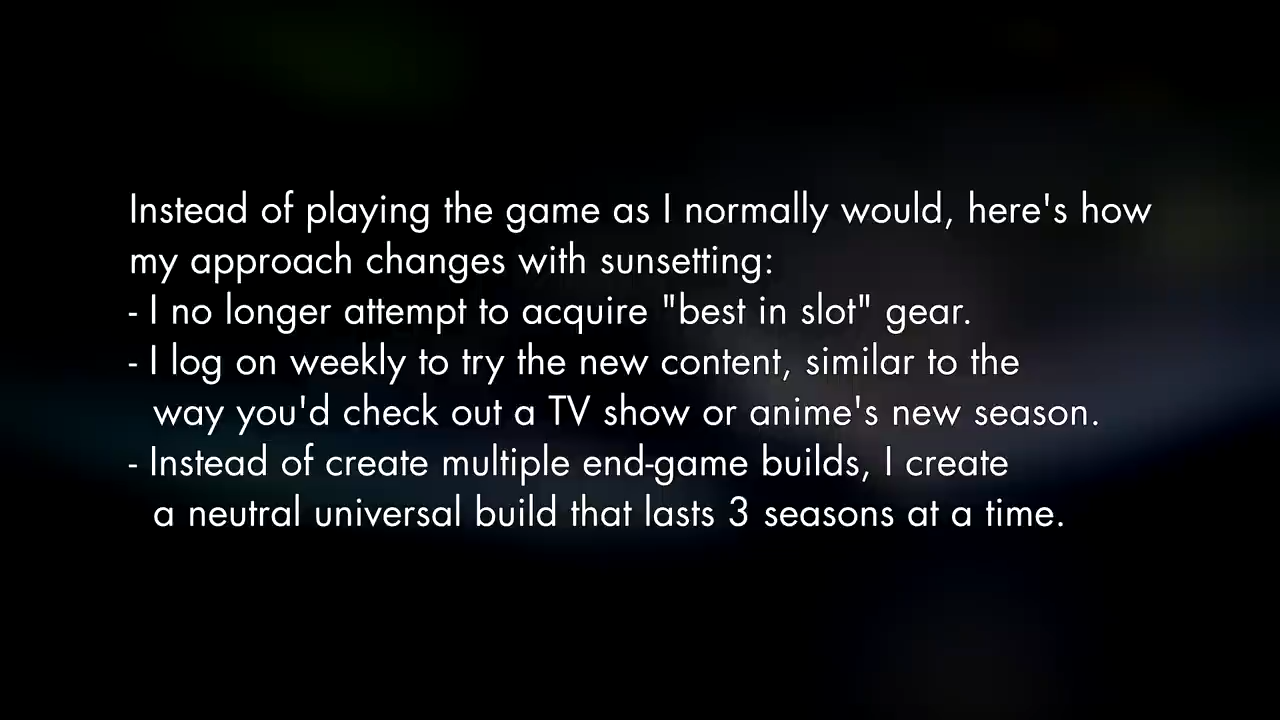 Instead of playing the game as I normally would, here's how
my approach changes with sunsetting:
- I no longer attempt to acquire "best in slot" gear.
- I log on weekly to try the new content, similar to the
way you'd check out a TV show or anime's new season.
- Instead of create multiple end-game builds, I create
a neutral universal build that lasts 3 seasons at a time.